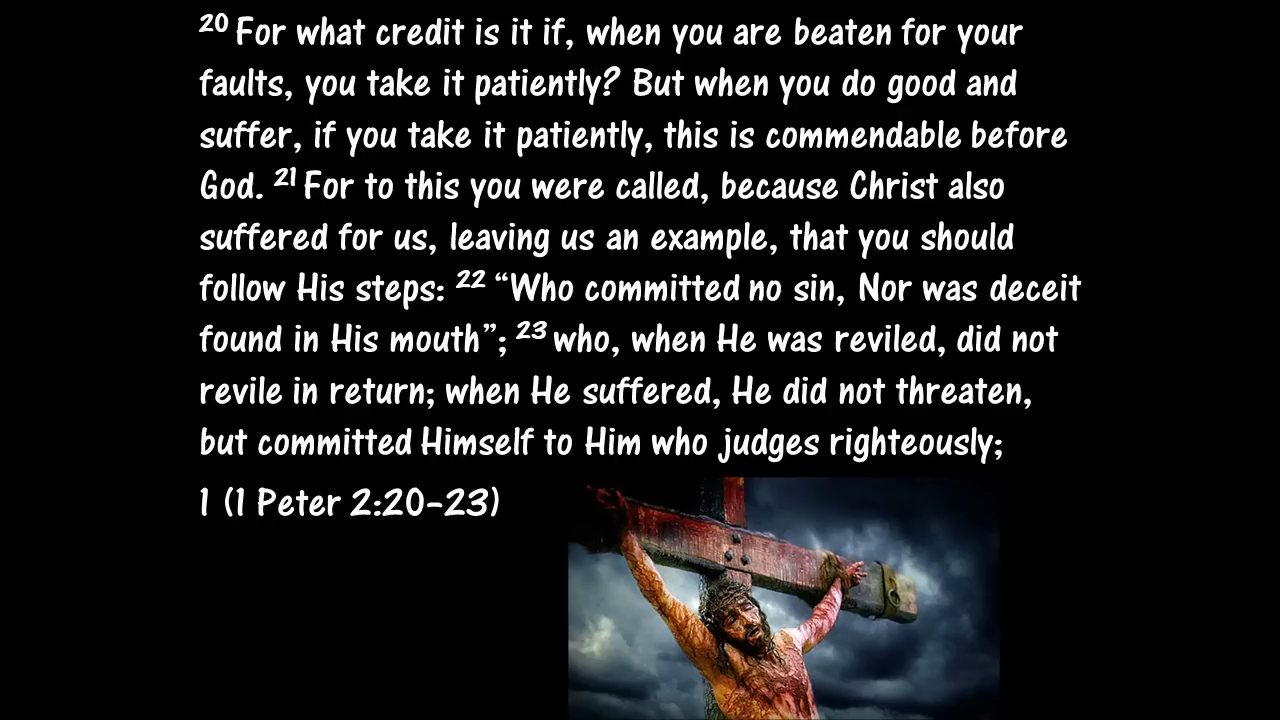 ²⁰ For what credit is it if, when you are beaten for your
faults, you take it patiently? But when you do good and
suffer, if you take it patiently, this is commendable before
God. ²¹ For to this you were called, because Christ also
suffered for us, leaving us an example, that you should
follow His steps: ²² “Who committed no sin, Nor was deceit
found in His mouth”; ²³ who, when He was reviled, did not
revile in return; when He suffered, He did not threaten,
but committed Himself to Him who judges righteously;
1 (1 Peter 2:20–23)